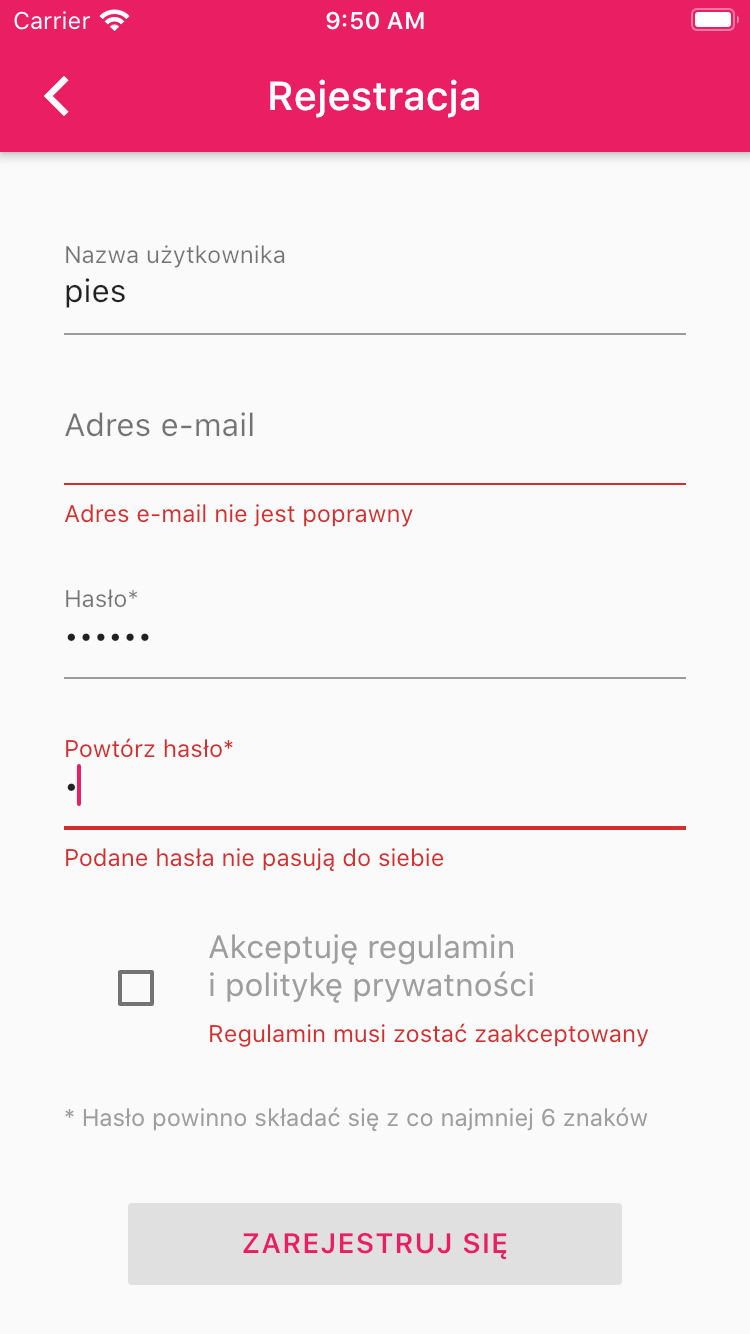 Carrier 9:50 AM
Rejestracja
Nazwa użytkownika
pies
Adres e-mail
Adres e-mail nie jest poprawny
Hasło*
••••••
Powtórz hasło*
•
Podane hasła nie pasują do siebie
Akceptuję regulamin
i politykę prywatności
Regulamin musi zostać zaakceptowany
* Hasło powinno składać się z co najmniej 6 znaków
ZAREJESTRUJ SIĘ